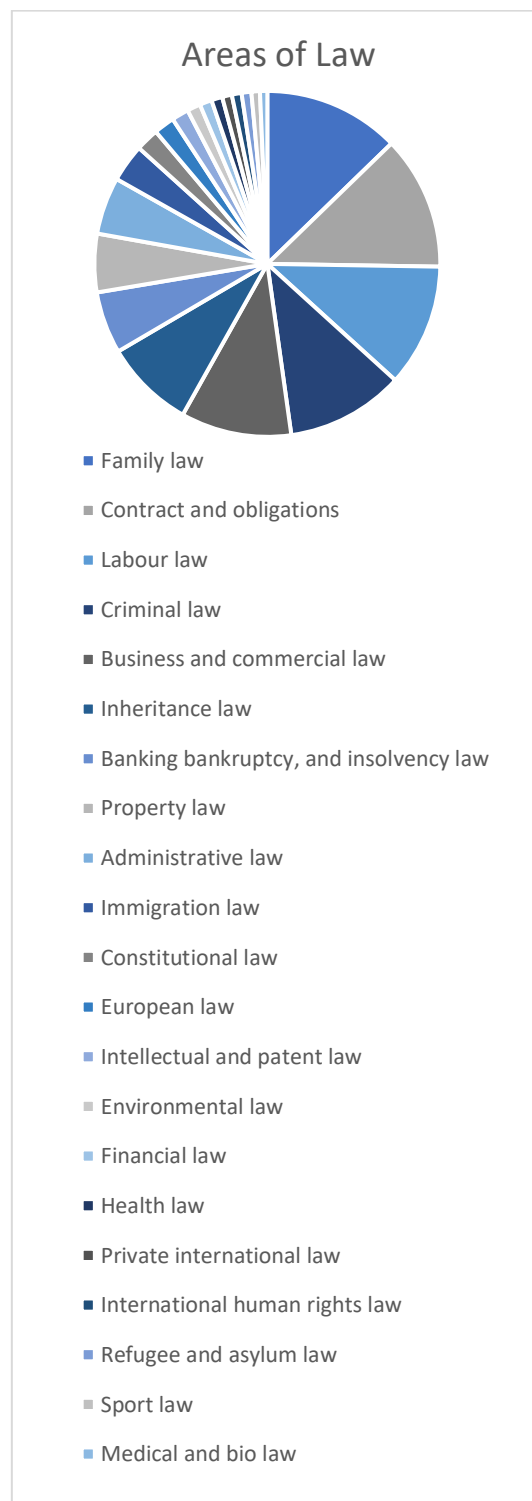 Areas of Law
Family law
Contract and obligations
Labour law
Criminal law
Business and commercial law
Inheritance law
Banking bankruptcy, and insolvency law
Property law
Administrative law
Immigration law
Constitutional law
European law
Intellectual and patent law
Environmental law
Financial law
Health law
Private international law
International human rights law
Refugee and asylum law
Sport law
Medical and bio law